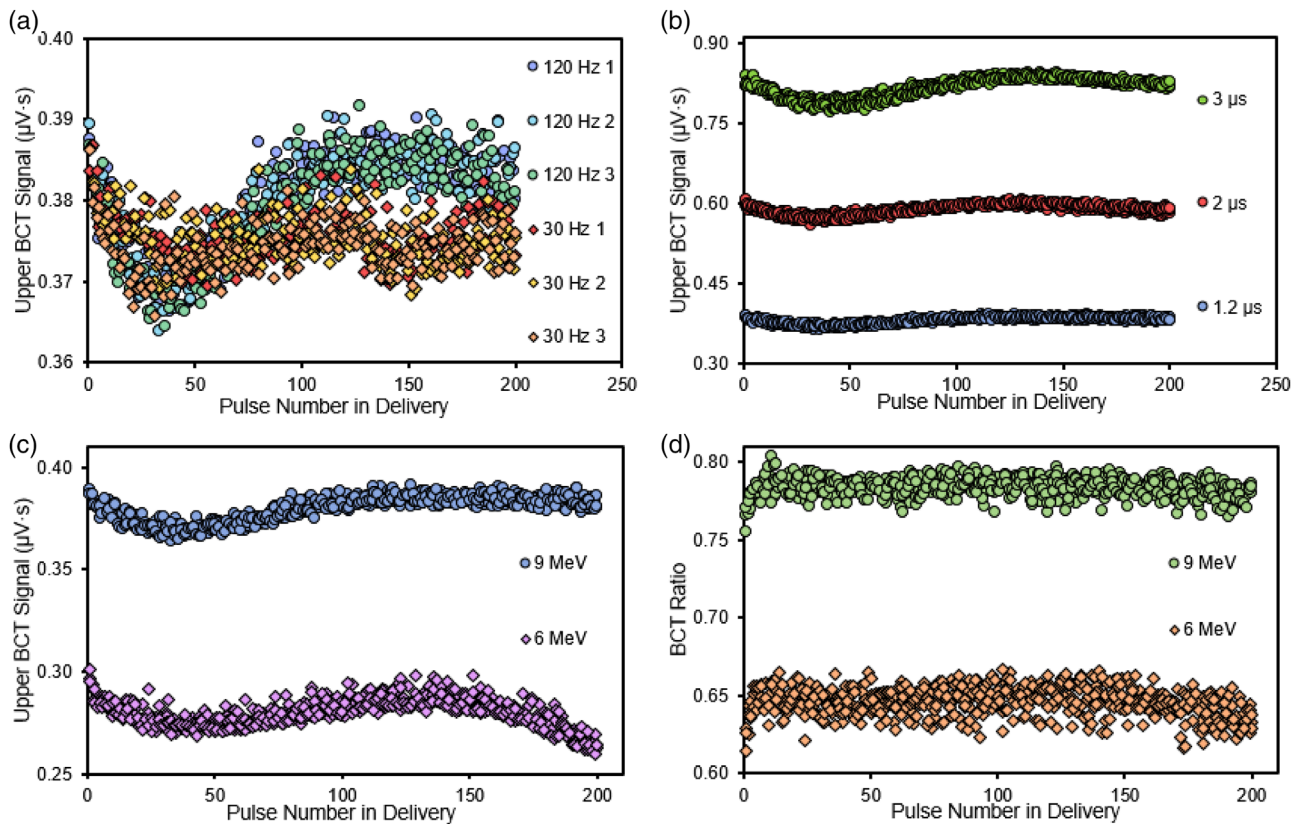 (a)
0.40
0.39
0.38
0.37
0.36
Upper BCT Signal (μV·s)
0
50
100
150
200
250
Pulse Number in Delivery
120 Hz 1
120 Hz 2
120 Hz 3
30 Hz 1
30 Hz 2
30 Hz 3
(b)
0.90
0.75
0.60
0.45
0.30
Upper BCT Signal (μV·s)
0
50
100
150
200
250
Pulse Number in Delivery
3 μs
2 μs
1.2 μs
(c)
0.40
0.35
0.30
0.25
Upper BCT Signal (μV·s)
0
50
100
150
200
Pulse Number in Delivery
9 MeV
6 MeV
(d)
0.80
0.75
0.70
0.65
0.60
BCT Ratio
0
50
100
150
200
Pulse Number in Delivery
9 MeV
6 MeV